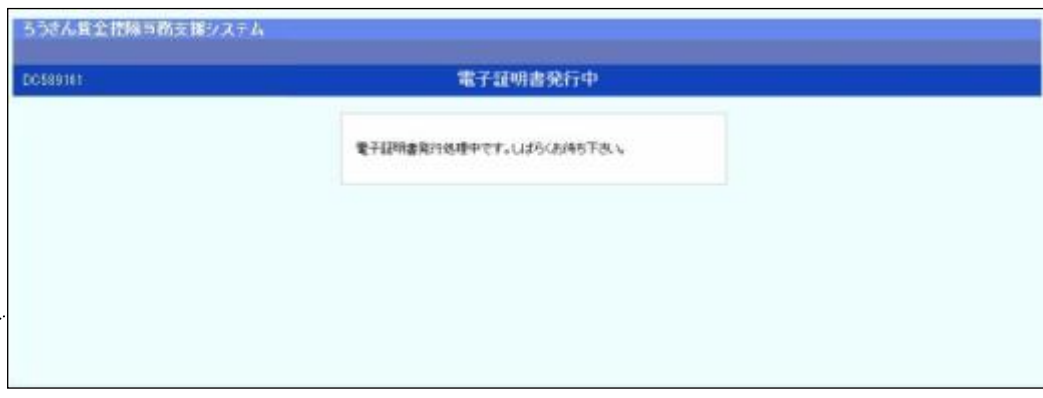 ろうきん賃金控除事務支援システム
DCS89161
電子証明書発行中
電子証明書発行処理中です。しばらくお待ち下さい。